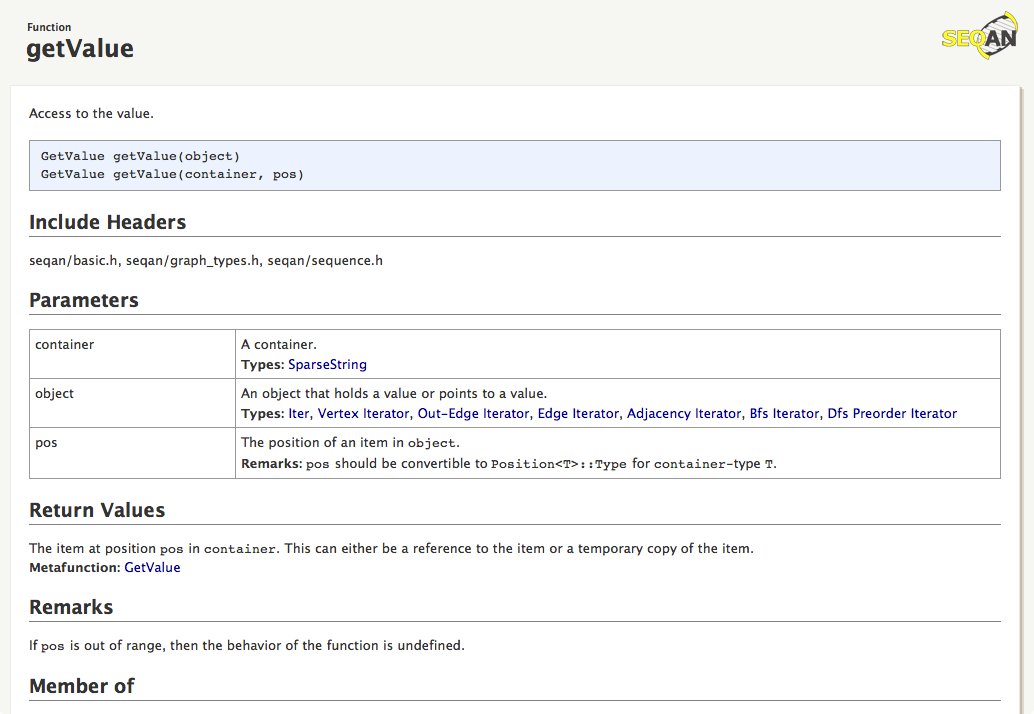 Function
getValue
SEQAN
Access to the value.
GetValue getValue(object)
GetValue getValue(container, pos)
Include Headers
seqan/basic.h, seqan/graph_types.h, seqan/sequence.h
Parameters
container
A container.
Types: SparseString
object
An object that holds a value or points to a value.
Types: Iter, Vertex Iterator, Out-Edge Iterator, Edge Iterator, Adjacency Iterator, Bfs Iterator, Dfs Preorder Iterator
pos
The position of an item in object.
Remarks: pos should be convertible to Position<T>::Type for container-type T.
Return Values
The item at position pos in container. This can either be a reference to the item or a temporary copy of the item.
Metafunction: GetValue
Remarks
If pos is out of range, then the behavior of the function is undefined.
Member of